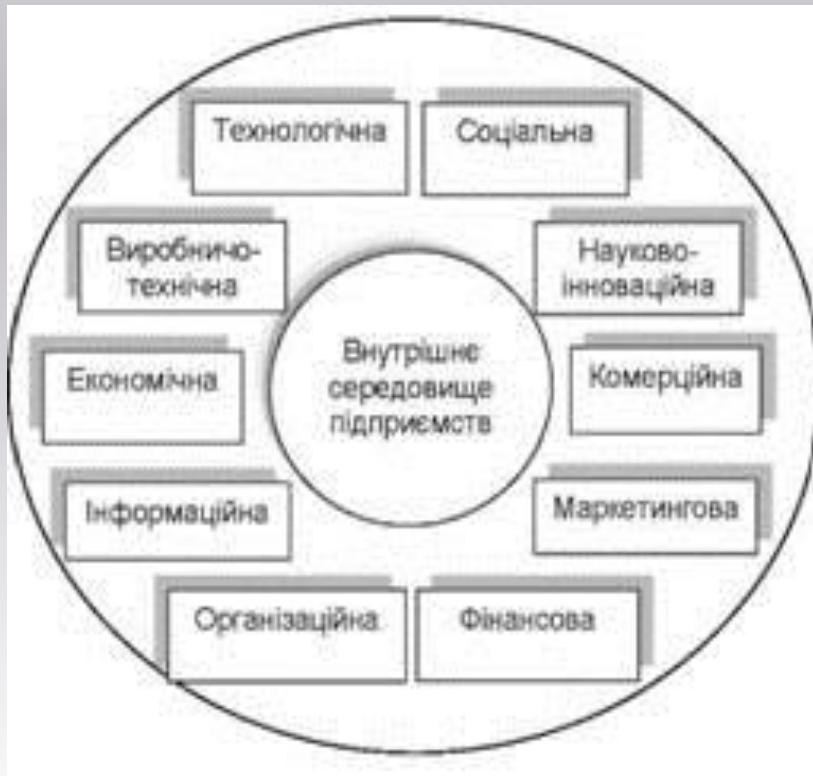 Технологічна
Соціальна
Виробничо-
технічна
Науково-
інноваційна
Економічна
Внутрішнє
середовище
підприємств
Комерційна
Інформаційна
Маркетингова
Організаційна
Фінансова